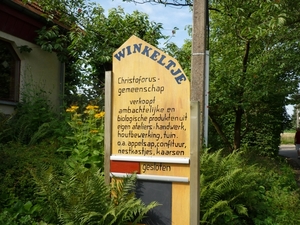 WINKELTJE
Christoforus-
gemeenschap
verkoopt
ambachtelijke en
biologische produkten uit
eigen ateliers: handwerk,
houtbewerking, tuin.
o.a. appelsap, confituur,
nestkastjes, kaarsen
gesloten